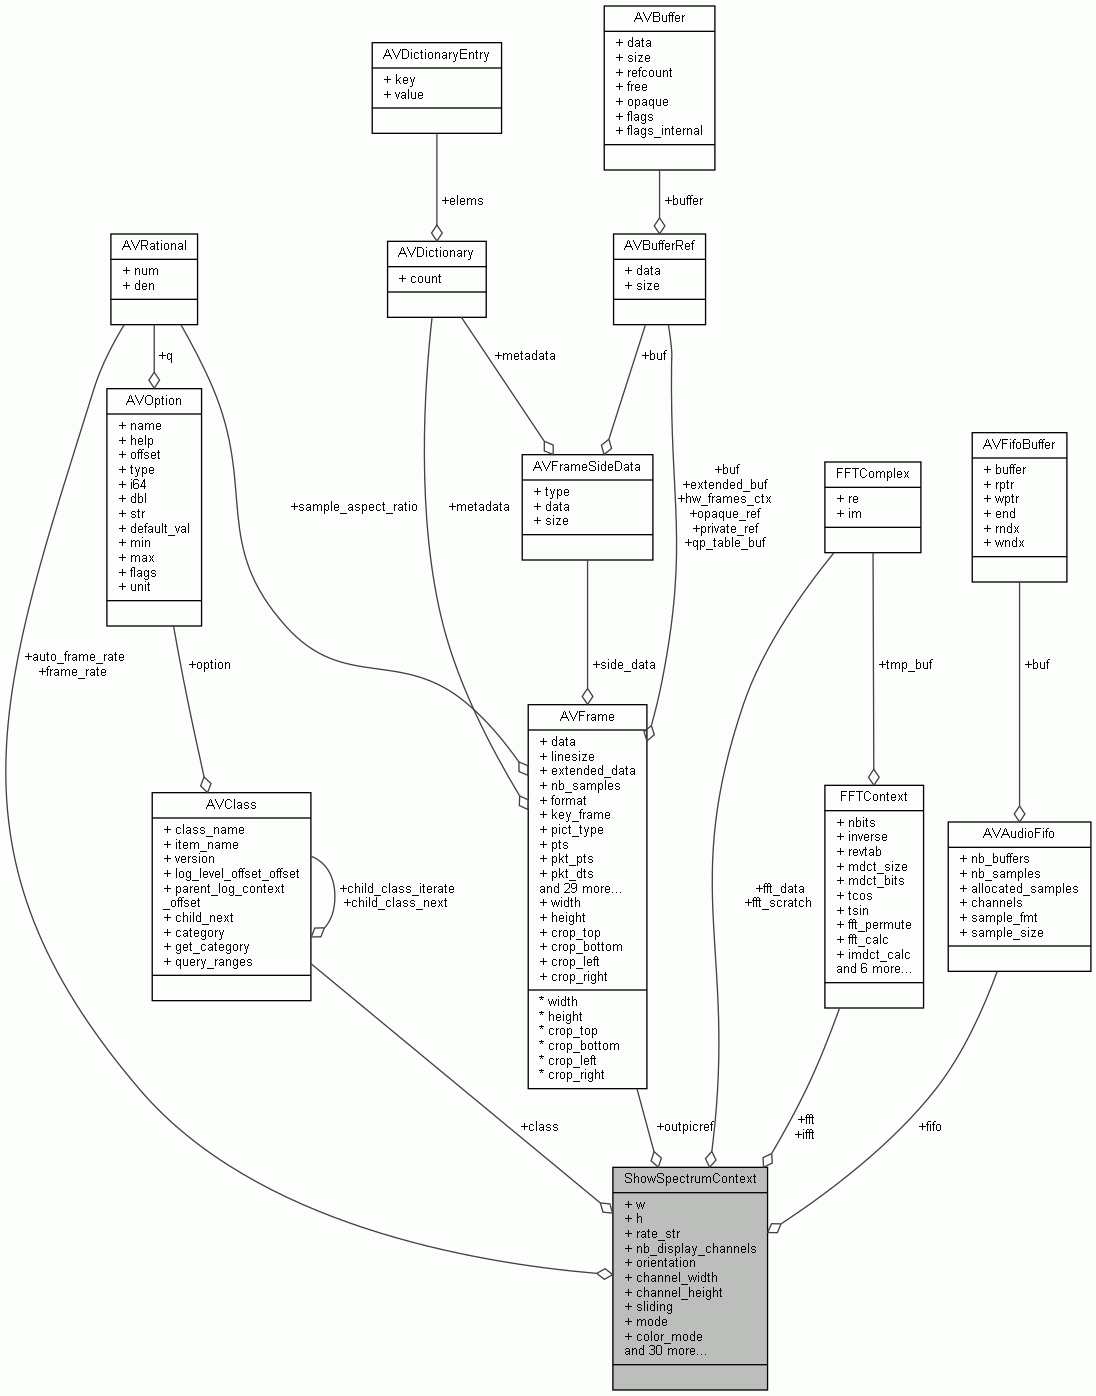 AVBuffer
+ data
+ size
+ refcount
+ free
+ opaque
+ flags
+ flags_internal
AVDictionaryEntry
+ key
+ value
+elems
+buffer
AVRational
+ num
+ den
AVDictionary
+ count
AVBufferRef
+ data
+ size
+q
+metadata
+buf
AVOption
+ name
+ help
+ offset
+ type
+ i64
+ dbl
+ str
+ default_val
+ min
+ max
+ flags
+ unit
+sample_aspect_ratio
+metadata
AVFrameSideData
+ type
+ data
+ size
+buf
+extended_buf
+hw_frames_ctx
+opaque_ref
+private_ref
+qp_table_buf
FFTComplex
+ re
+ im
AVFifoBuffer
+ buffer
+ rptr
+ wptr
+ end
+ rndx
+ wndx
+auto_frame_rate
+frame_rate
+option
+side_data
+tmp_buf
+buf
AVClass
+ class_name
+ item_name
+ version
+ log_level_offset_offset
+ parent_log_context
_offset
+ child_next
+ category
+ get_category
+ query_ranges
+child_class_iterate
+child_class_next
AVFrame
+ data
+ linesize
+ extended_data
+ nb_samples
+ format
+ key_frame
+ pict_type
+ pts
+ pkt_pts
+ pkt_dts
and 29 more...
+ width
+ height
+ crop_top
+ crop_bottom
+ crop_left
+ crop_right
* width
* height
* crop_top
* crop_bottom
* crop_left
* crop_right
+fft_data
+fft_scratch
FFTContext
+ nbits
+ inverse
+ revtab
+ mdct_size
+ mdct_bits
+ tcos
+ tsin
+ fft_permute
+ fft_calc
+ imdct_calc
and 6 more...
AVAudioFifo
+ nb_buffers
+ nb_samples
+ allocated_samples
+ channels
+ sample_fmt
+ sample_size
+class
+outpicref
+fft
+ifft
+fifo
ShowSpectrumContext
+ w
+ h
+ rate_str
+ nb_display_channels
+ orientation
+ channel_width
+ channel_height
+ sliding
+ mode
+ color_mode
and 30 more...